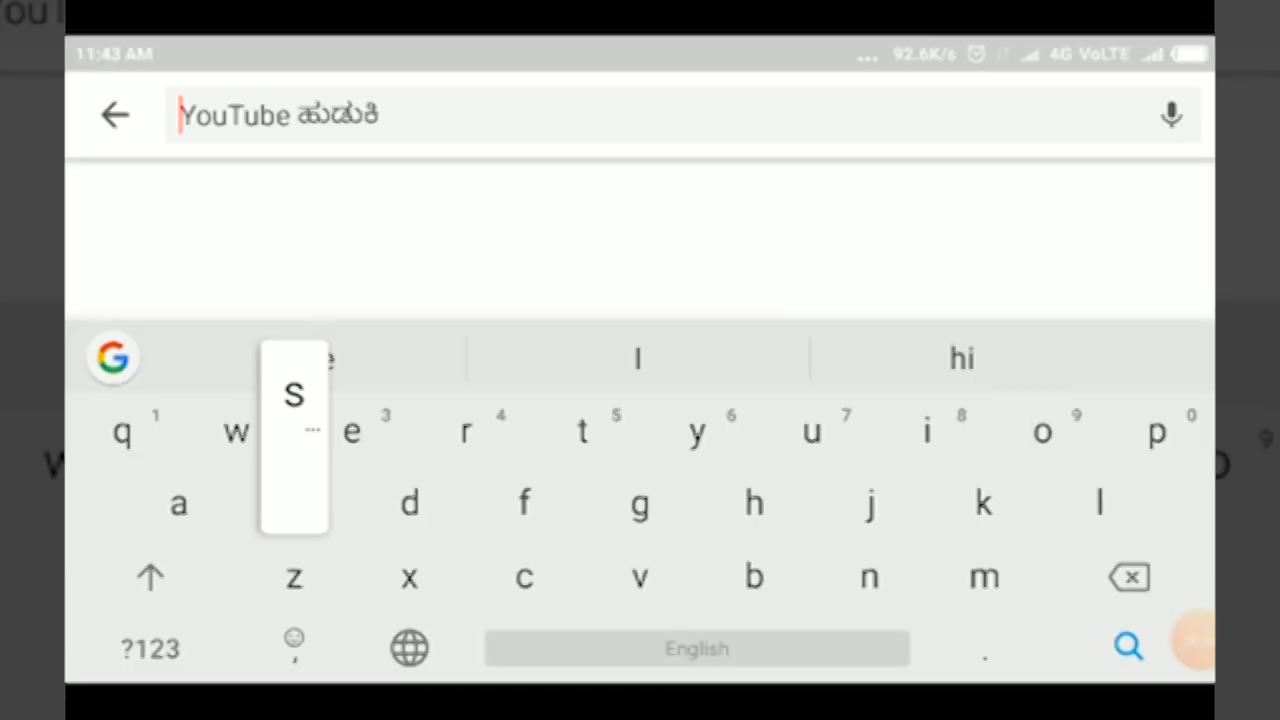 11:43 AM ... 92.6K/s 4G VoLTE
YouTube ಹುಡುಕಿ
I hi
S
q 1 w e 3 r 4 t 5 y 6 u 7 i 8 o 9 p 0
a d f g h j k l
z x c v b n m
?123 , English .